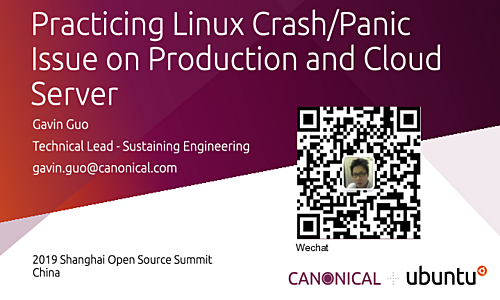 Practicing Linux Crash/Panic
Issue on Production and Cloud
Server
Gavin Guo
Technical Lead - Sustaining Engineering
gavin.guo@canonical.com
Wechat
2019 Shanghai Open Source Summit
China
CANONICAL ubuntu